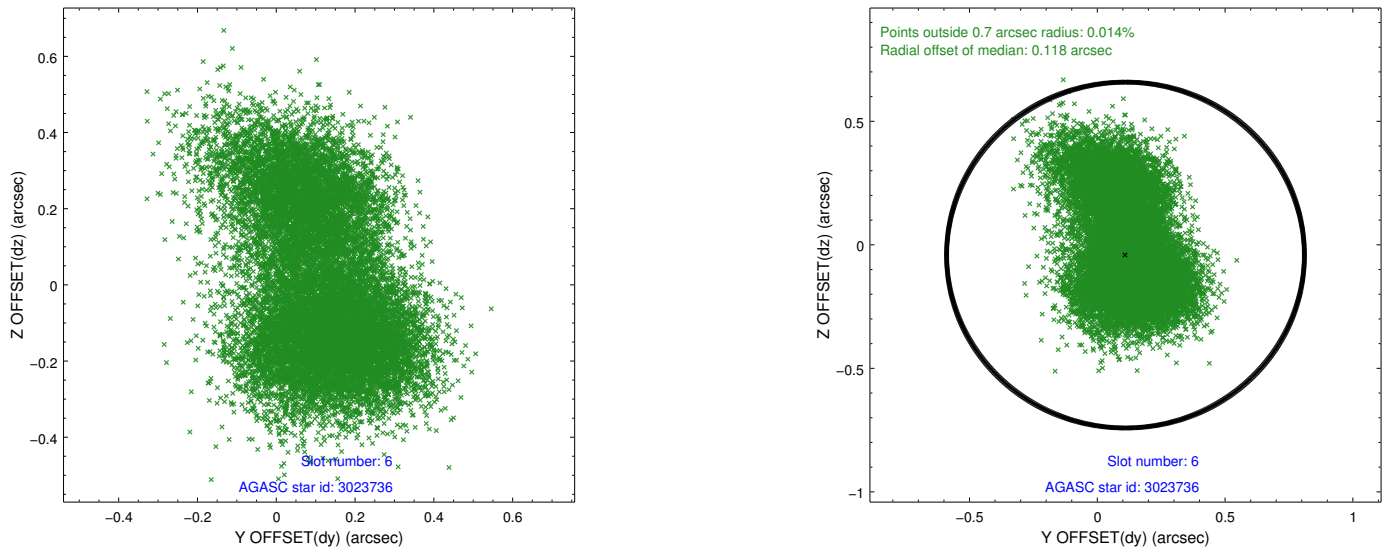 0.6
0.4
0.2
0
−0.2
−0.4
Z OFFSET(dz) (arcsec)
Slot number: 6
AGASC star id: 3023736
−0.4
−0.2
0
0.2
0.4
0.6
Y OFFSET(dy) (arcsec)
Points outside 0.7 arcsec radius: 0.014%
Radial offset of median: 0.118 arcsec
0.5
0
−0.5
−1
Z OFFSET(dz) (arcsec)
Slot number: 6
AGASC star id: 3023736
−0.5
0
0.5
1
Y OFFSET(dy) (arcsec)